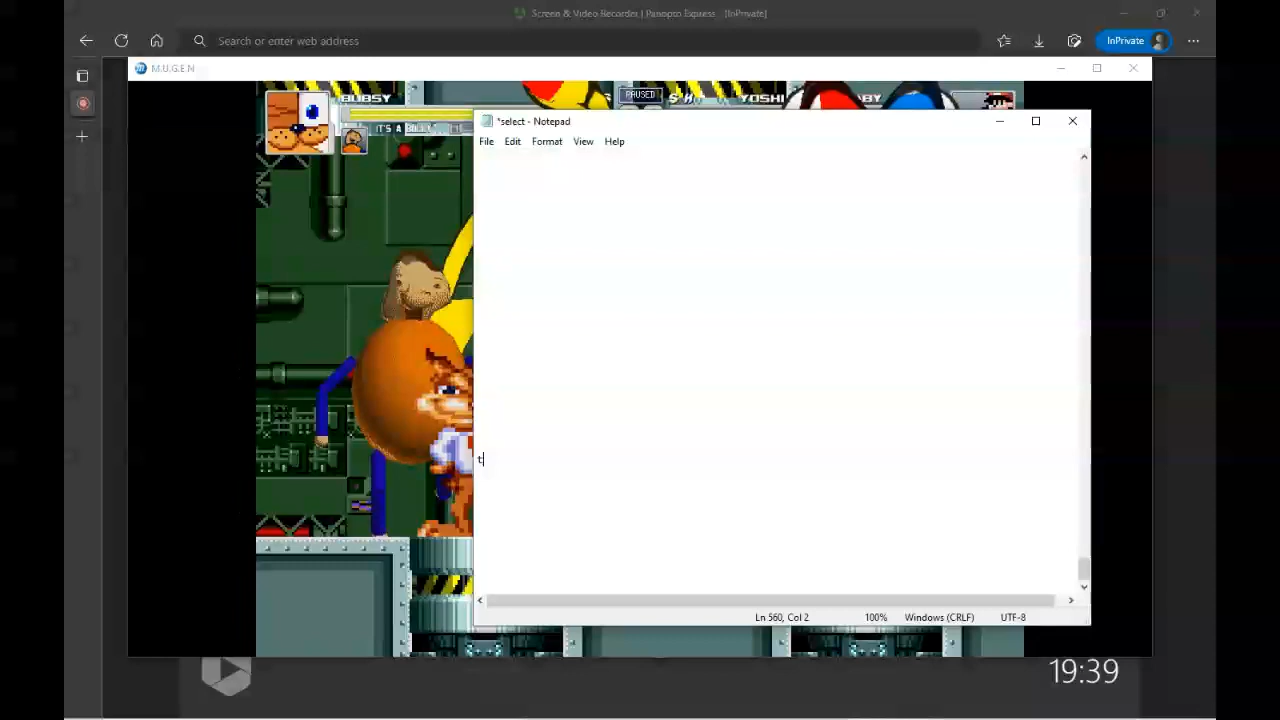 Screen & Video Recorder | Panopto Express - [InPrivate]
Search or enter web address
InPrivate
M.U.G.E.N
BUBSY
PAUSED
YOSHI
IT'S A
*select - Notepad
File Edit Format View Help
t
Ln 560, Col 2
100%
Windows (CRLF)
UTF-8
19:39